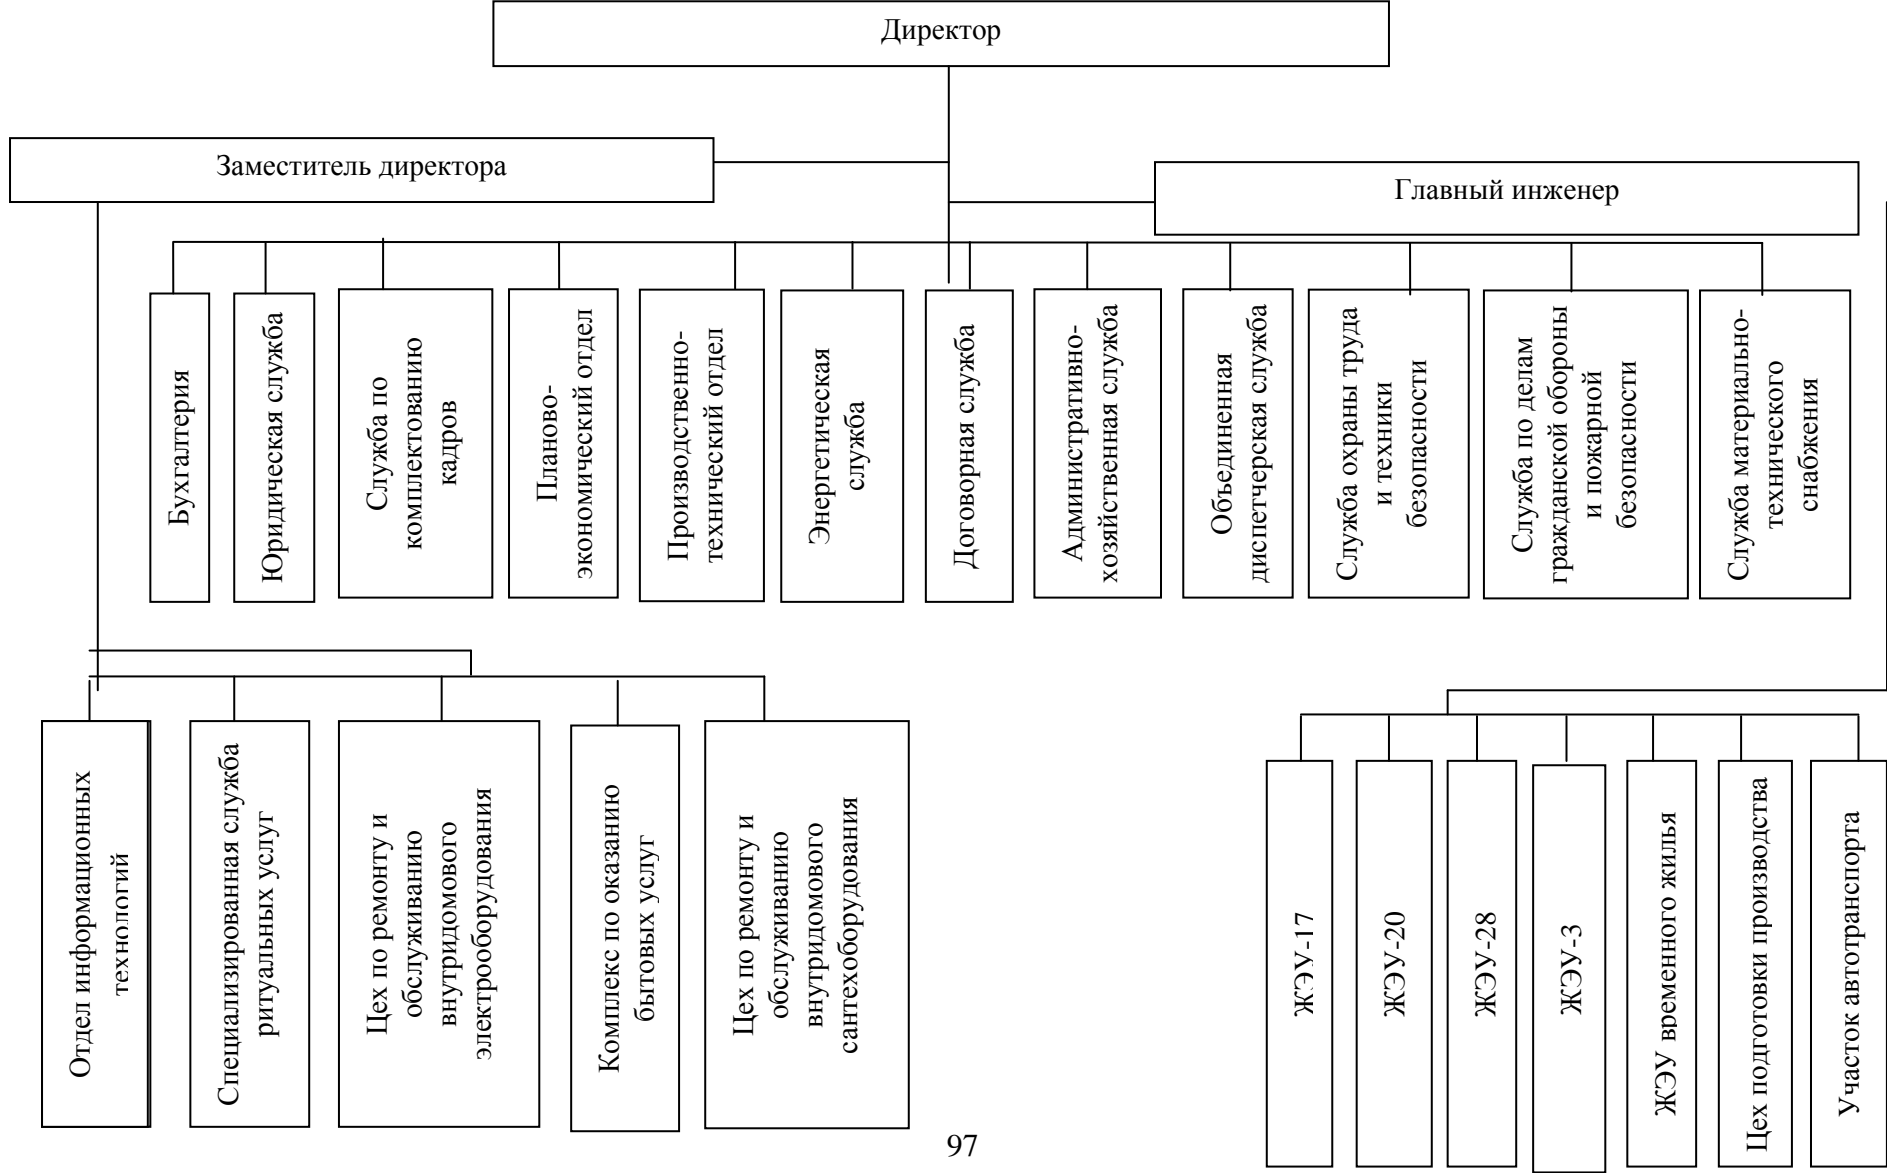 Директор
Заместитель директора
Главный инженер
Бухгалтерия
Юридическая служба
Служба по
комплектованию
кадров
Планово-
экономический отдел
Производственно-
технический отдел
Энергетическая
служба
Договорная служба
Административно-
хозяйственная служба
Объединенная
диспетчерская служба
Служба охраны труда
и техники
безопасности
Служба по делам
гражданской обороны
и пожарной
безопасности
Служба материально-
технического
снабжения
Отдел информационных
технологий
Специализированная служба
ритуальных услуг
Цех по ремонту и
обслуживанию
внутридомового
электрооборудования
Комплекс по оказанию
бытовых услуг
Цех по ремонту и
обслуживанию
внутридомового
сантехоборудования
ЖЭУ-17
ЖЭУ-20
ЖЭУ-28
ЖЭУ-3
ЖЭУ временного жилья
Цех подготовки производства
Участок автотранспорта
97